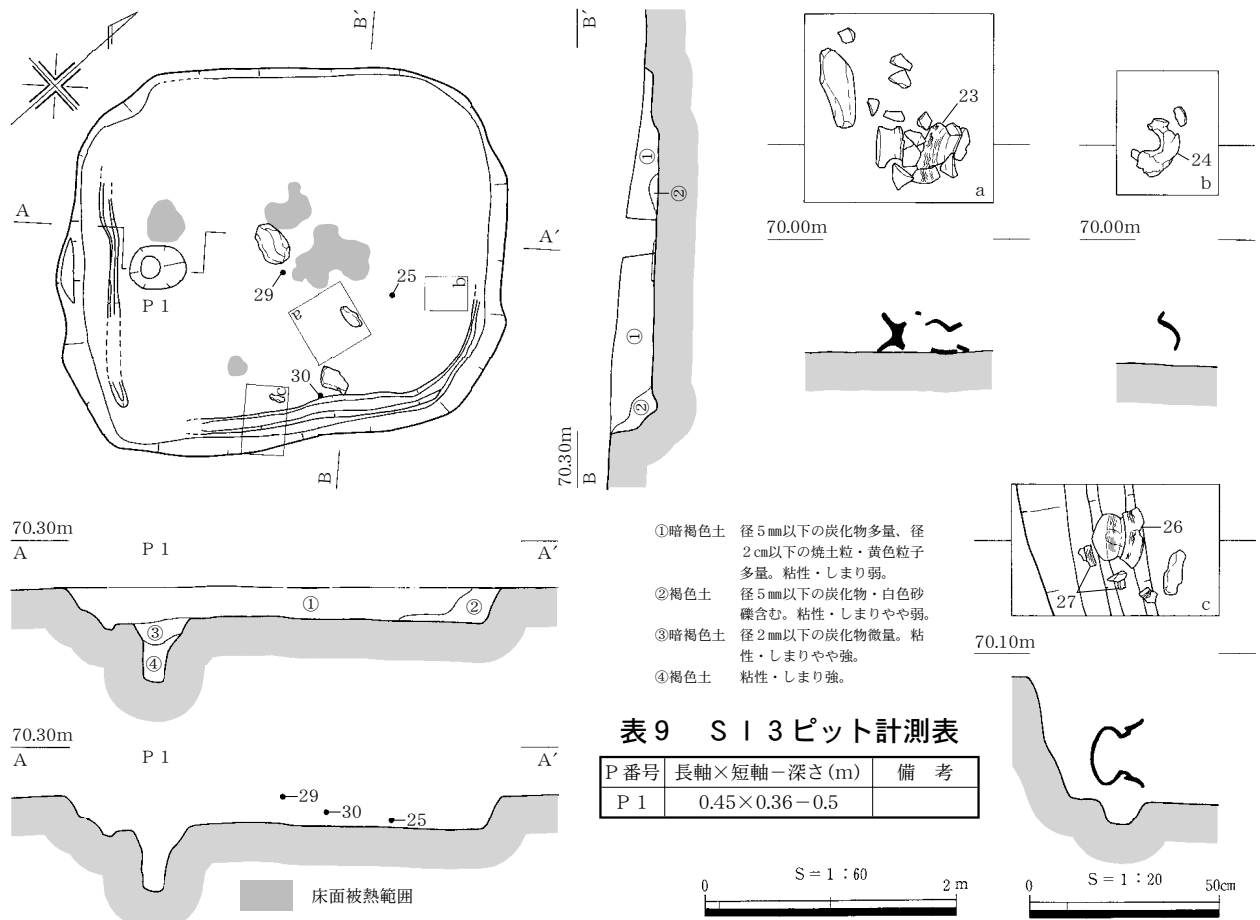 B′
A
A′
P 1
29
25
a
b
30
c
B
B′
①
②
①
②
70.30m
B
23
a
24
b
70.00m
70.00m
26
27
c
70.10m
70.30m
A
P 1
A′
①
②
③
④
①暗褐色土 径5㎜以下の炭化物多量、径
2㎝以下の焼土粒・黄色粒子
多量。粘性・しまり弱。
②褐色土 径5㎜以下の炭化物・白色砂
礫含む。粘性・しまりやや弱。
③暗褐色土 径2㎜以下の炭化物微量。粘
性・しまりやや強。
④褐色土 粘性・しまり強。
70.30m
A
P 1
A′
29
30
25
床面被熱範囲
表9 SI3ピット計測表
P番号 長軸×短軸−深さ(m) 備 考
P 1 0.45×0.36−0.5
0 S=1:60 2 m
0 S=1:20 50cm